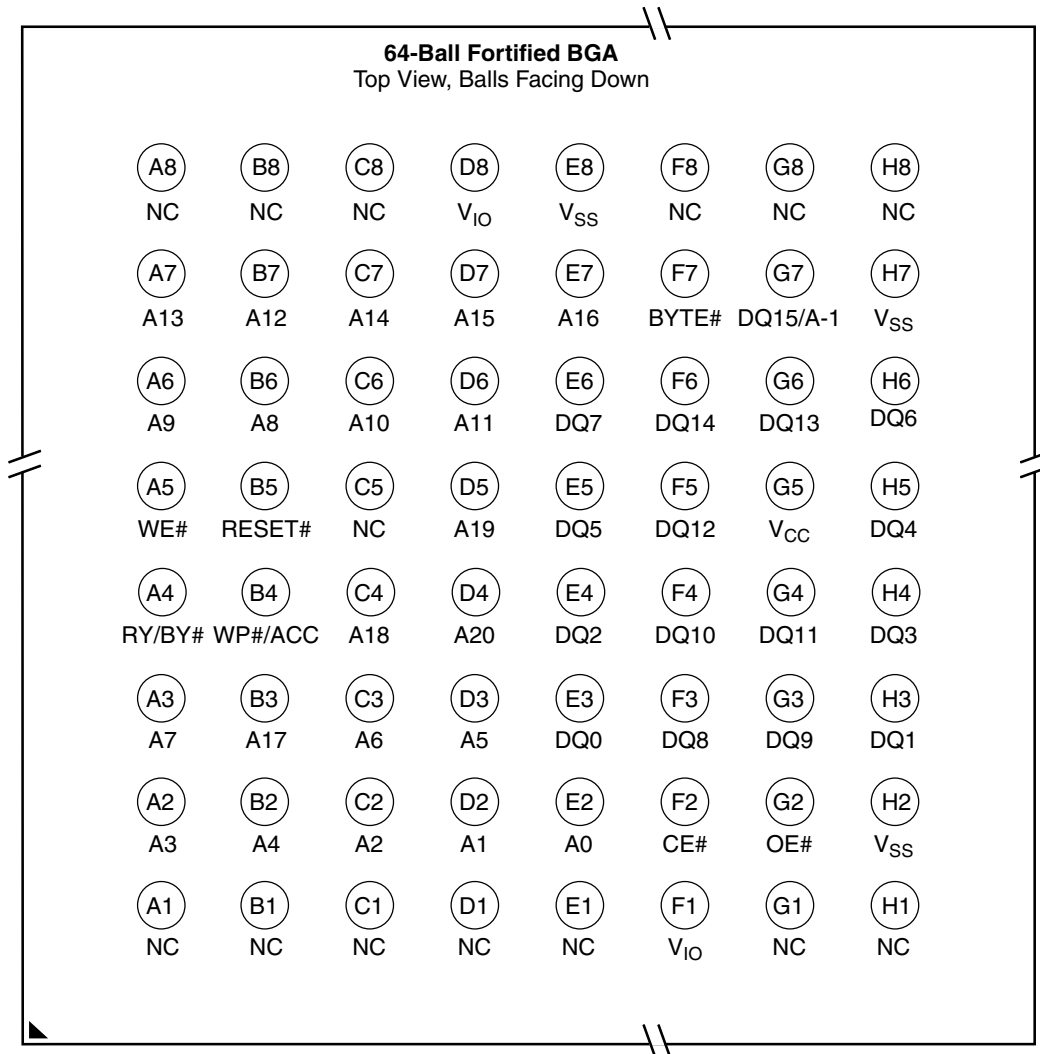 64-Ball Fortified BGA
Top View, Balls Facing Down
A8 B8 C8 D8 E8 F8 G8 H8
NC NC NC VIO VSS NC NC NC
A7 B7 C7 D7 E7 F7 G7 H7
A13 A12 A14 A15 A16 BYTE# DQ15/A-1 VSS
A6 B6 C6 D6 E6 F6 G6 H6
A9 A8 A10 A11 DQ7 DQ14 DQ13 DQ6
A5 B5 C5 D5 E5 F5 G5 H5
WE# RESET# NC A19 DQ5 DQ12 VCC DQ4
A4 B4 C4 D4 E4 F4 G4 H4
RY/BY# WP#/ACC A18 A20 DQ2 DQ10 DQ11 DQ3
A3 B3 C3 D3 E3 F3 G3 H3
A7 A17 A6 A5 DQ0 DQ8 DQ9 DQ1
A2 B2 C2 D2 E2 F2 G2 H2
A3 A4 A2 A1 A0 CE# OE# VSS
A1 B1 C1 D1 E1 F1 G1 H1
NC NC NC NC NC VIO NC NC